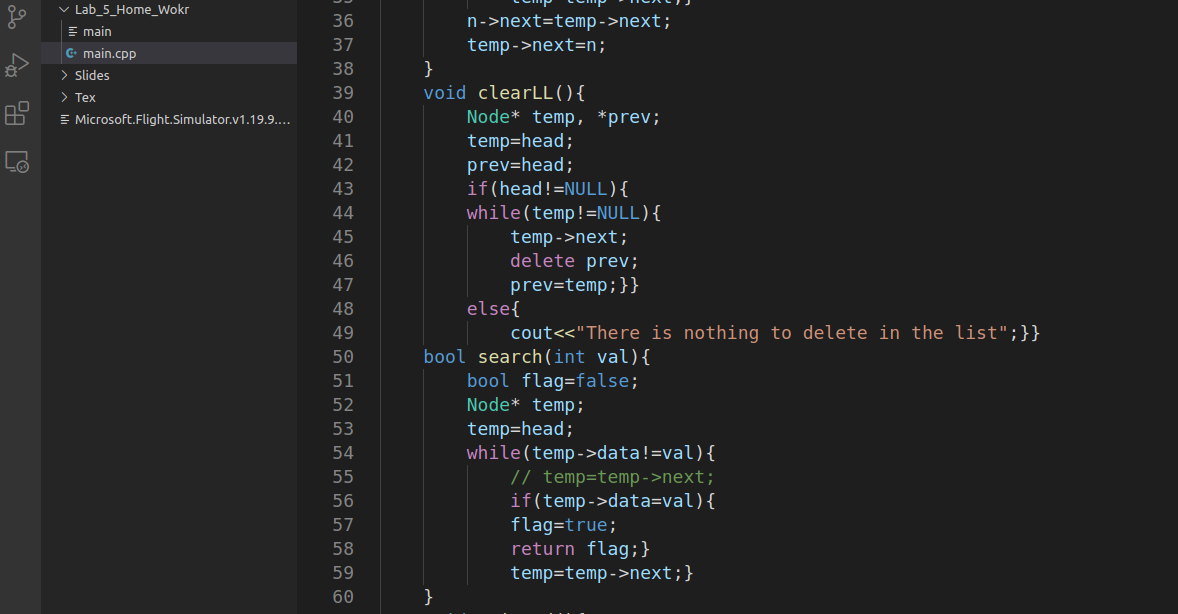 Lab_5_Home_Wokr
main
main.cpp
Slides
Tex
Microsoft.Flight.Simulator.v1.19.9....
36 n->next=temp->next;
37 temp->next=n;
38 }
39 void clearLL(){
40 Node* temp, *prev;
41 temp=head;
42 prev=head;
43 if(head!=NULL){
44 while(temp!=NULL){
45 temp->next;
46 delete prev;
47 prev=temp;}}
48 else{
49 cout<<"There is nothing to delete in the list";}}
50 bool search(int val){
51 bool flag=false;
52 Node* temp;
53 temp=head;
54 while(temp->data!=val){
55 // temp=temp->next;
56 if(temp->data=val){
57 flag=true;
58 return flag;}
59 temp=temp->next;}
60 }